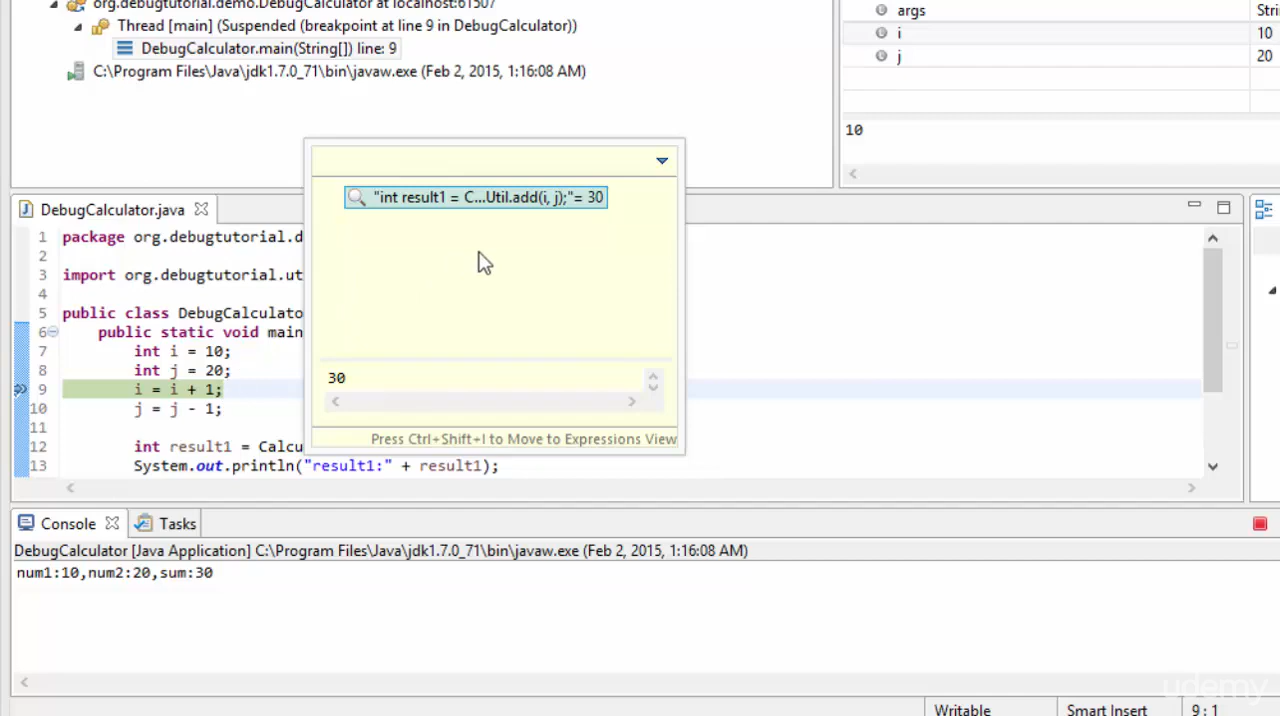 org.debugtutorial.demo.DebugCalculator at localhost:61507
Thread [main] (Suspended (breakpoint at line 9 in DebugCalculator))
DebugCalculator.main(String[]) line: 9
C:\Program Files\Java\jdk1.7.0_71\bin\javaw.exe (Feb 2, 2015, 1:16:08 AM)
args Stri
i 10
j 20
10
"int result1 = C...Util.add(i, j);"= 30
30
Press Ctrl+Shift+I to Move to Expressions View
DebugCalculator.java
1 package org.debugtutorial.d
2
3 import org.debugtutorial.ut
4
5 public class DebugCalculato
6 public static void main
7 int i = 10;
8 int j = 20;
9 i = i + 1;
10 j = j - 1;
11
12 int result1 = Calcu
13 System.out.println("result1:" + result1);
Console Tasks
DebugCalculator [Java Application] C:\Program Files\Java\jdk1.7.0_71\bin\javaw.exe (Feb 2, 2015, 1:16:08 AM)
num1:10,num2:20,sum:30
udemy
Writable Smart Insert 9 : 1